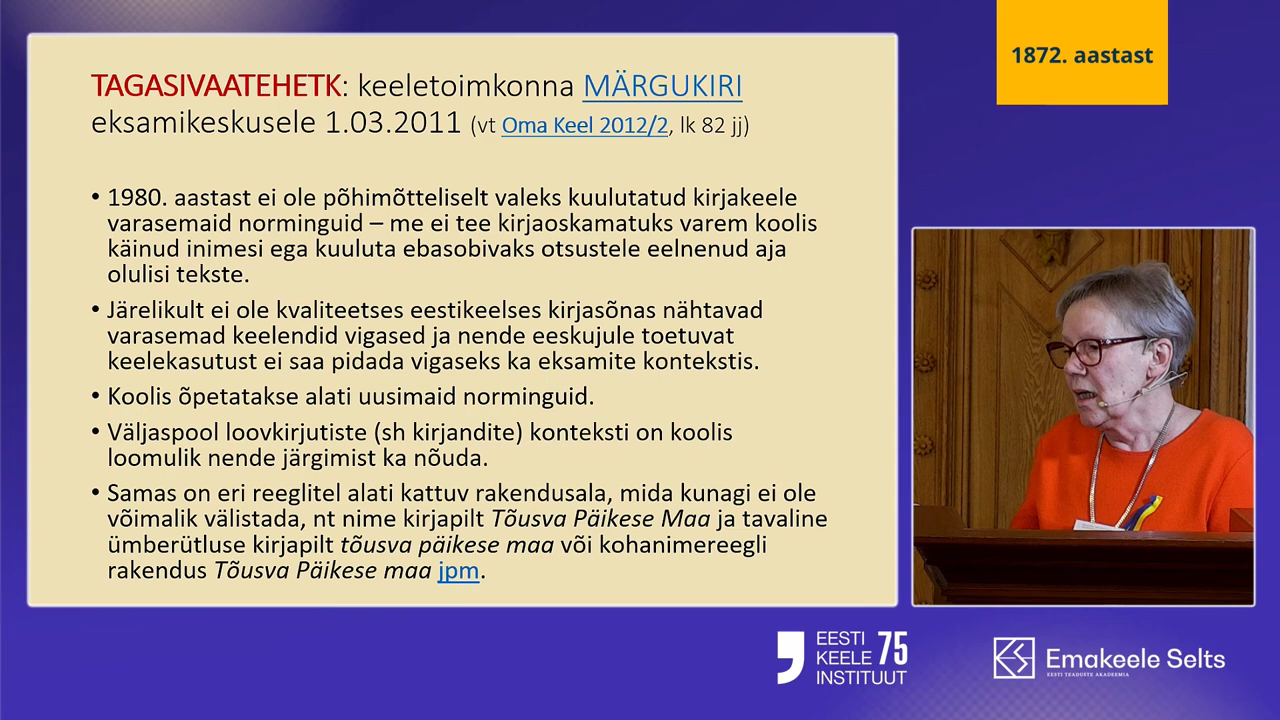 TAGASIVAATEHETK: keeletoimkonna MÄRGUKIRI
eksamikeskusele 1.03.2011 (vt Oma Keel 2012/2, lk 82 jj)
• 1980. aastast ei ole põhimõtteliselt valeks kuulutatud kirjakeele
varasemaid norminguid – me ei tee kirjaoskamatuks varem koolis
käinud inimesi ega kuuluta ebasobivaks otsustele eelnenud aja
olulisi tekste.
• Järelikult ei ole kvaliteetses eestikeelses kirjasõnas nähtavad
varasemad keelendid vigased ja nende eeskujule toetuvat
keelekasutust ei saa pidada vigaseks ka eksamite kontekstis.
• Koolis õpetatakse alati uusimaid norminguid.
• Väljaspool loovkirjutiste (sh kirjandite) konteksti on koolis
loomulik nende järgimist ka nõuda.
• Samas on eri reeglitel alati kattuv rakendusala, mida kunagi ei ole
võimalik välistada, nt nime kirjapilt Tõusva Päikese Maa ja tavaline
ümberütluse kirjapilt tõusva päikese maa või kohanimereegli
rakendus Tõusva Päikese maa jpm.
1872. aastast
EESTI
KEELE 75
INSTITUUT
Emakeele Selts
EESTI TEADUSTE AKADEEMIA